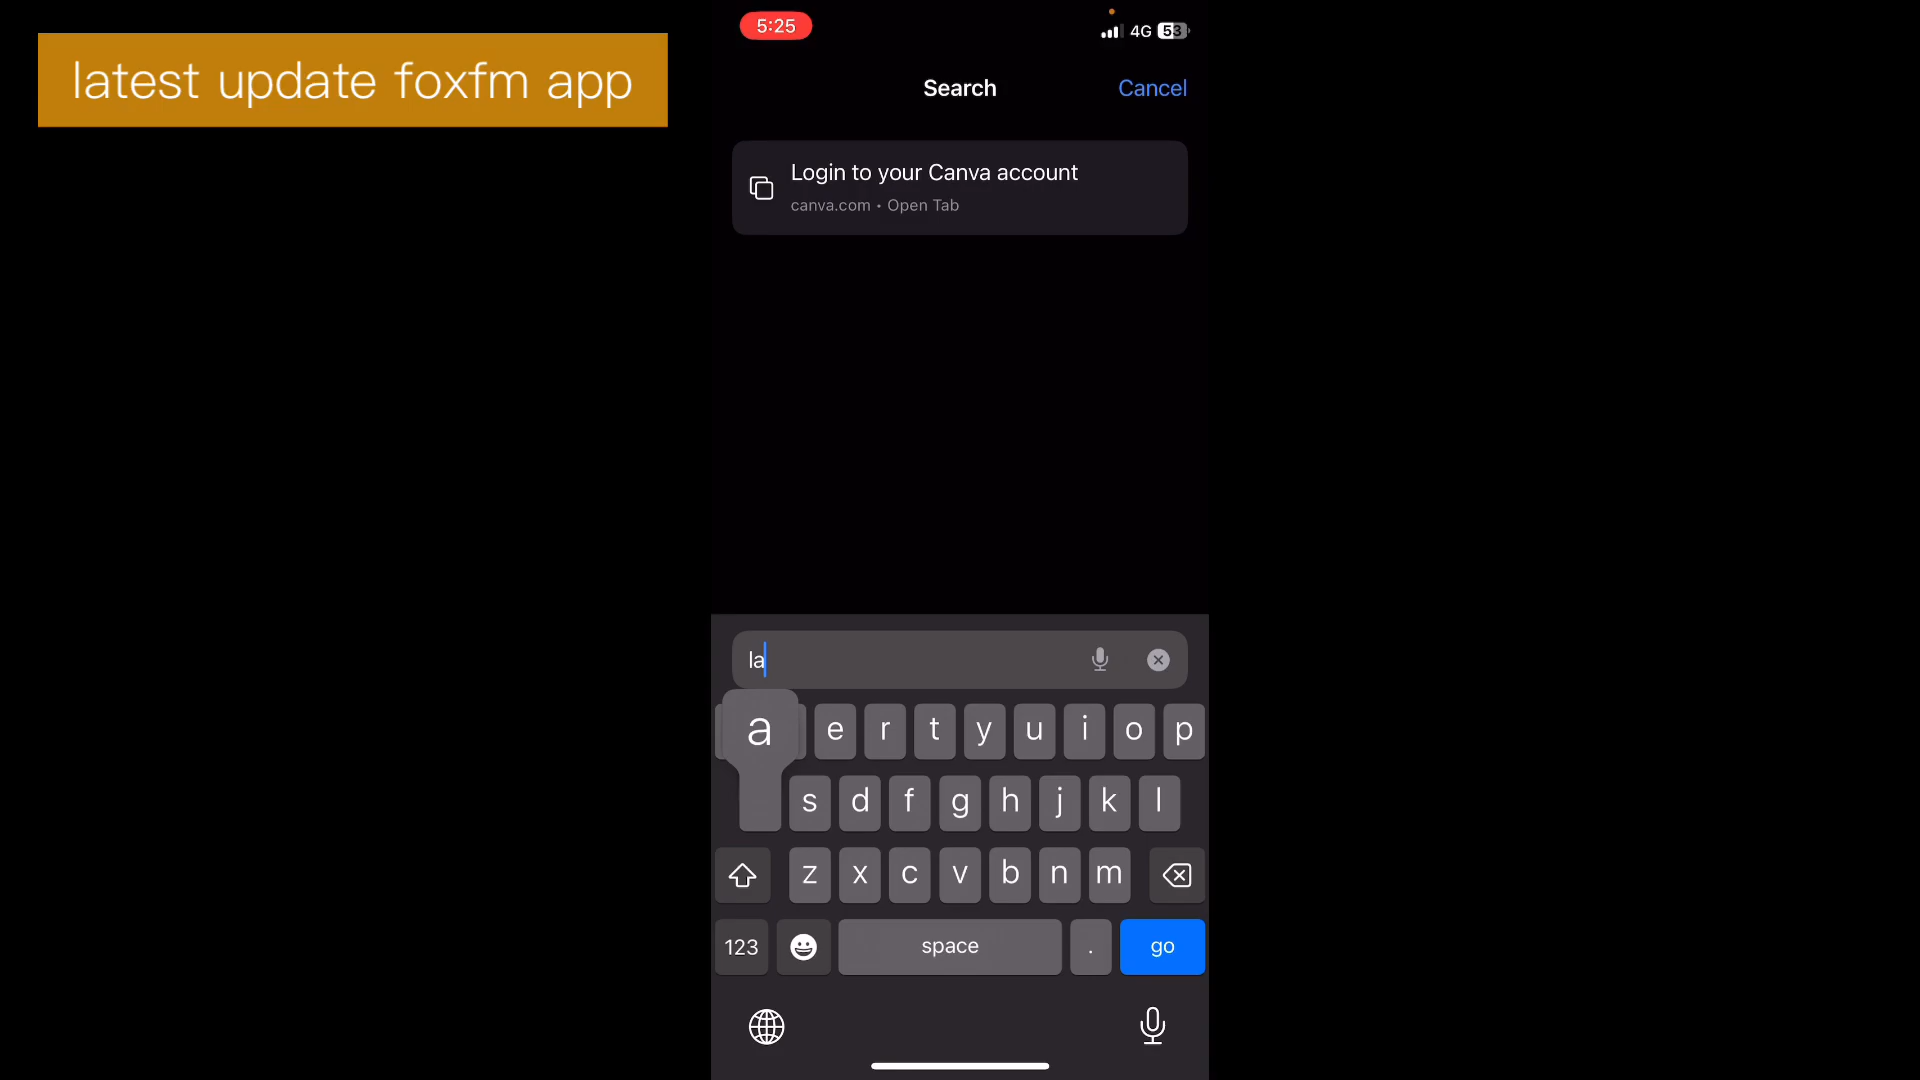 latest update foxfm app
5:25
4G 53
Search
Cancel
Login to your Canva account
canva.com • Open Tab
la
a e r t y u i o p
s d f g h j k l
z x c v b n m
123 space . go